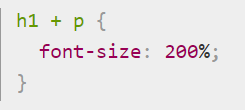 h1 + p {
  font-size: 200%;
}